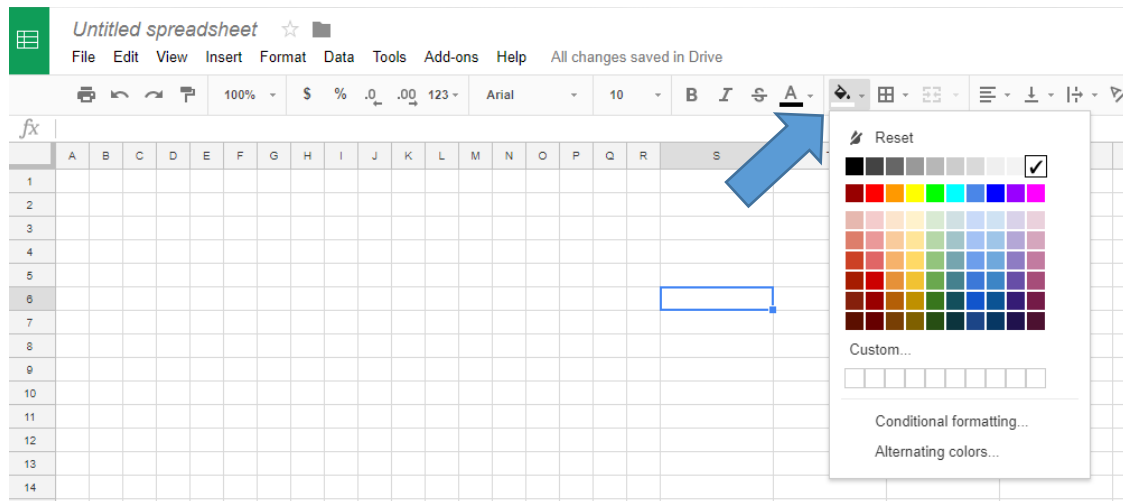 Untitled spreadsheet
File Edit View Insert Format Data Tools Add-ons Help All changes saved in Drive
100% $ % .0 .00 123 Arial 10 B I S A
fx
Reset
A B C D E F G H I J K L M N O P Q R S
1
2
3
4
5
6
7
8
9
10
11
12
13
14
Custom...
Conditional formatting...
Alternating colors...